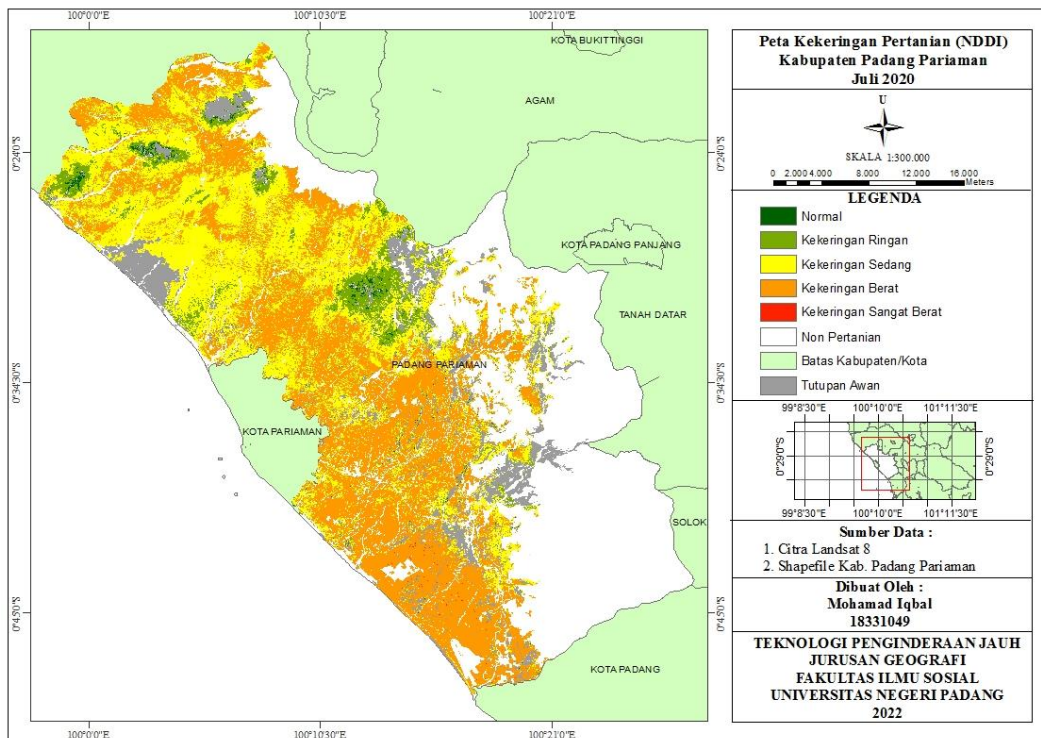 100°0'0"E
100°10'30"E
100°21'0"E
KOTA BUKITTINGGI
AGAM
0°24'0"S
0°24'0"S
KOTA PADANG PANJANG
TANAH DATAR
PADANG PARIAMAN
0°34'30"S
0°34'30"S
KOTA PARIAMAN
SOLOK
0°45'0"S
0°45'0"S
KOTA PADANG
100°0'0"E
100°10'30"E
100°21'0"E
Peta Kekeringan Pertanian (NDDI)
Kabupaten Padang Pariaman
Juli 2020
U
SKALA 1:300.000
0 2.000 4.000 8.000 12.000 16.000
Meters
LEGENDA
Normal
Kekeringan Ringan
Kekeringan Sedang
Kekeringan Berat
Kekeringan Sangat Berat
Non Pertanian
Batas Kabupaten/Kota
Tutupan Awan
99°8'30"E 100°10'0"E 101°11'30"E
0°29'0"S
0°29'0"S
99°8'30"E 100°10'0"E 101°11'30"E
Sumber Data :
1. Citra Landsat 8
2. Shapefile Kab. Padang Pariaman
Dibuat Oleh :
Mohamad Iqbal
18331049
TEKNOLOGI PENGINDERAAN JAUH
JURUSAN GEOGRAFI
FAKULTAS ILMU SOSIAL
UNIVERSITAS NEGERI PADANG
2022